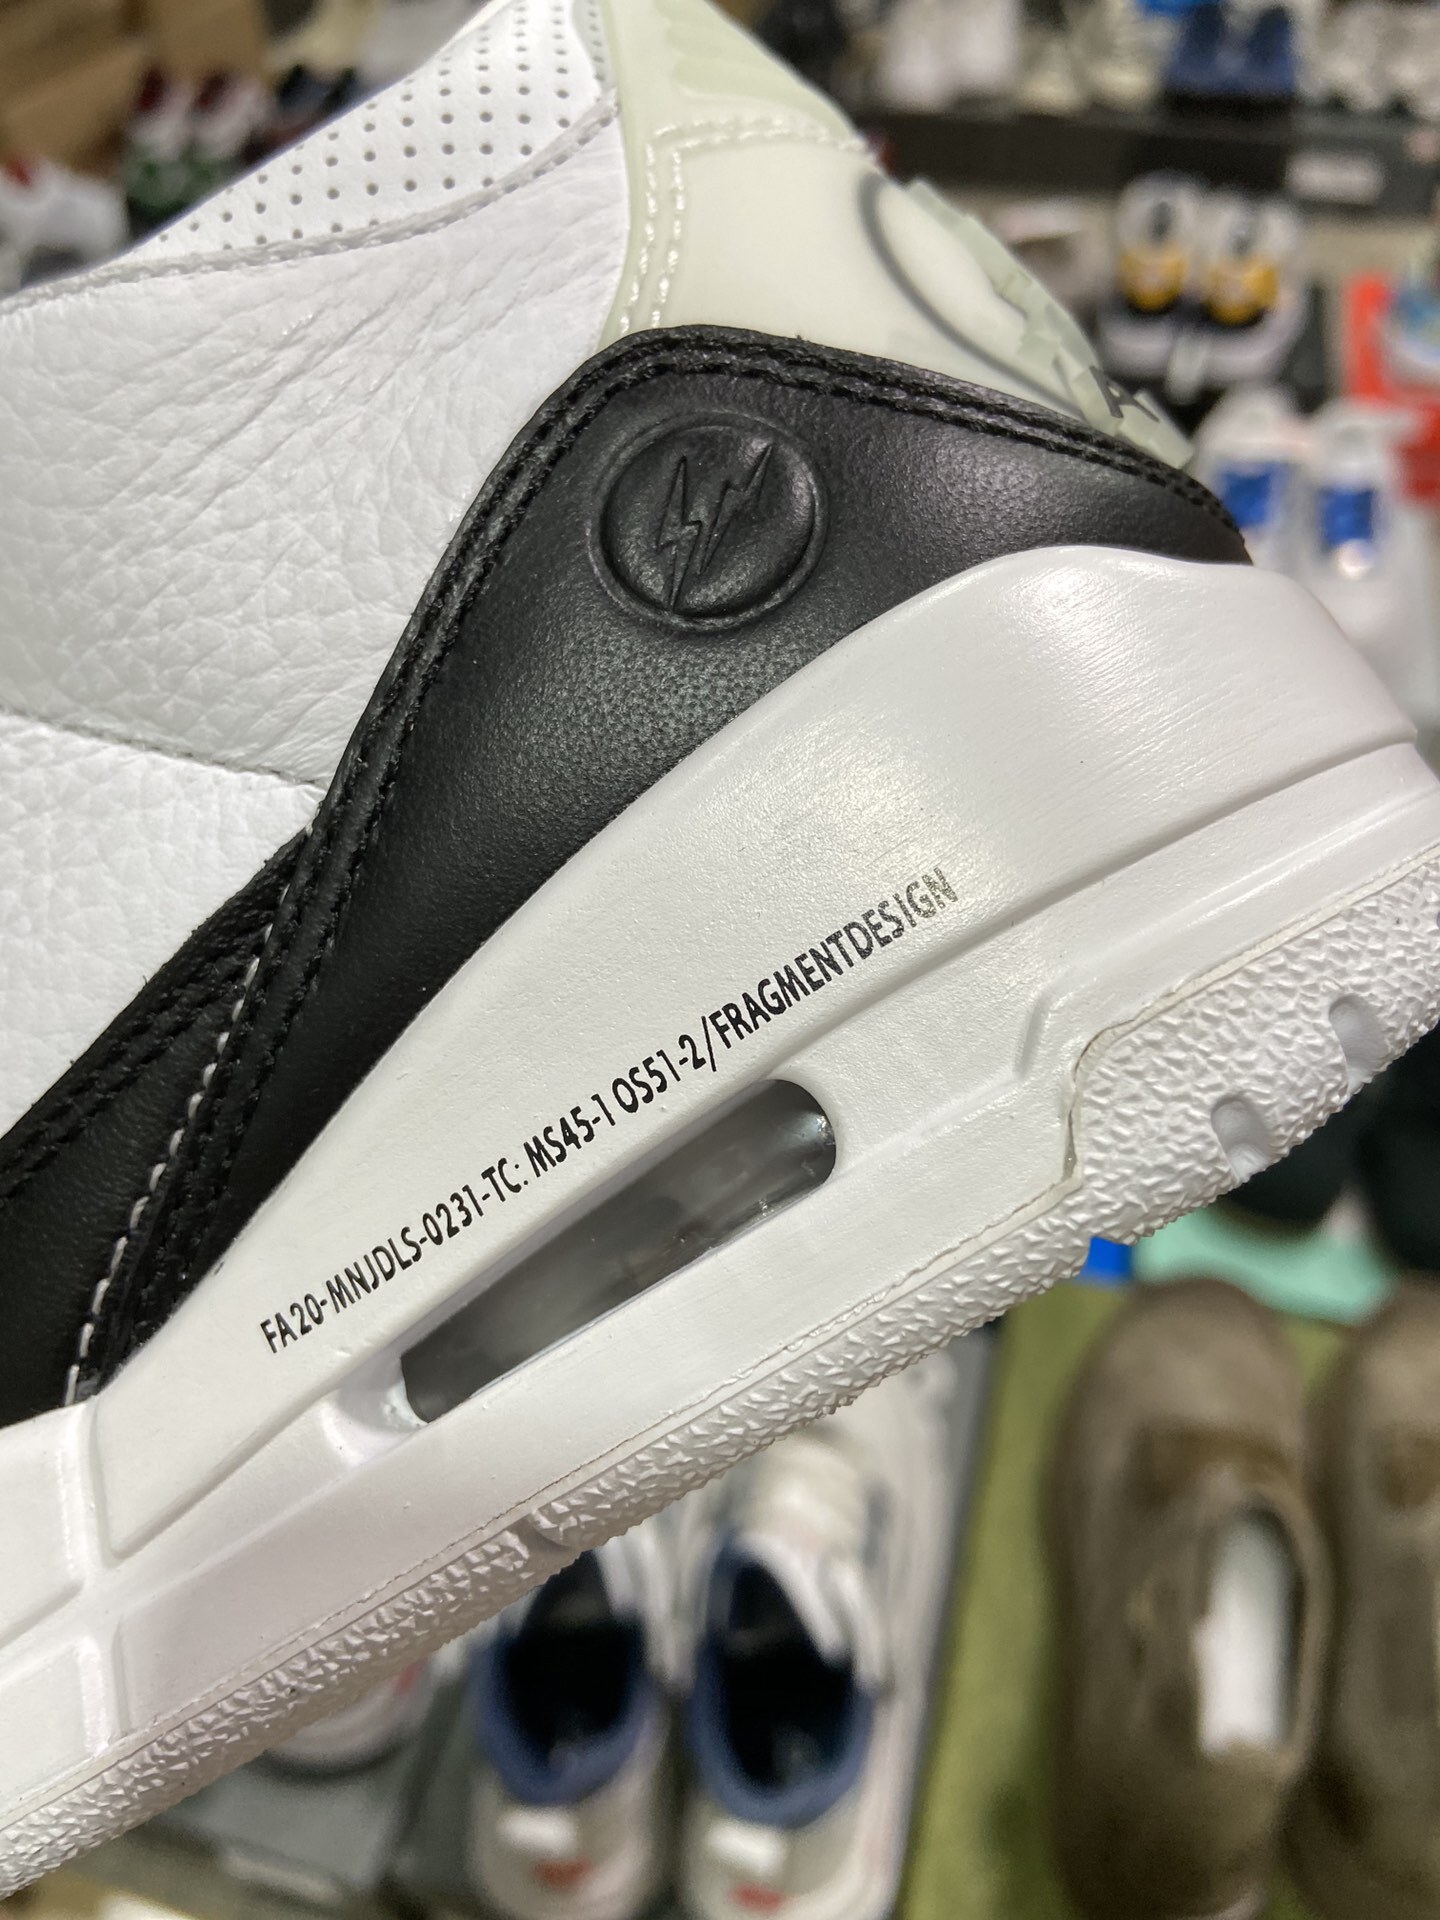 FA20-MNJDLS-0231-TC: MS45-1 OS51-2/FRAGMENTDESIGN